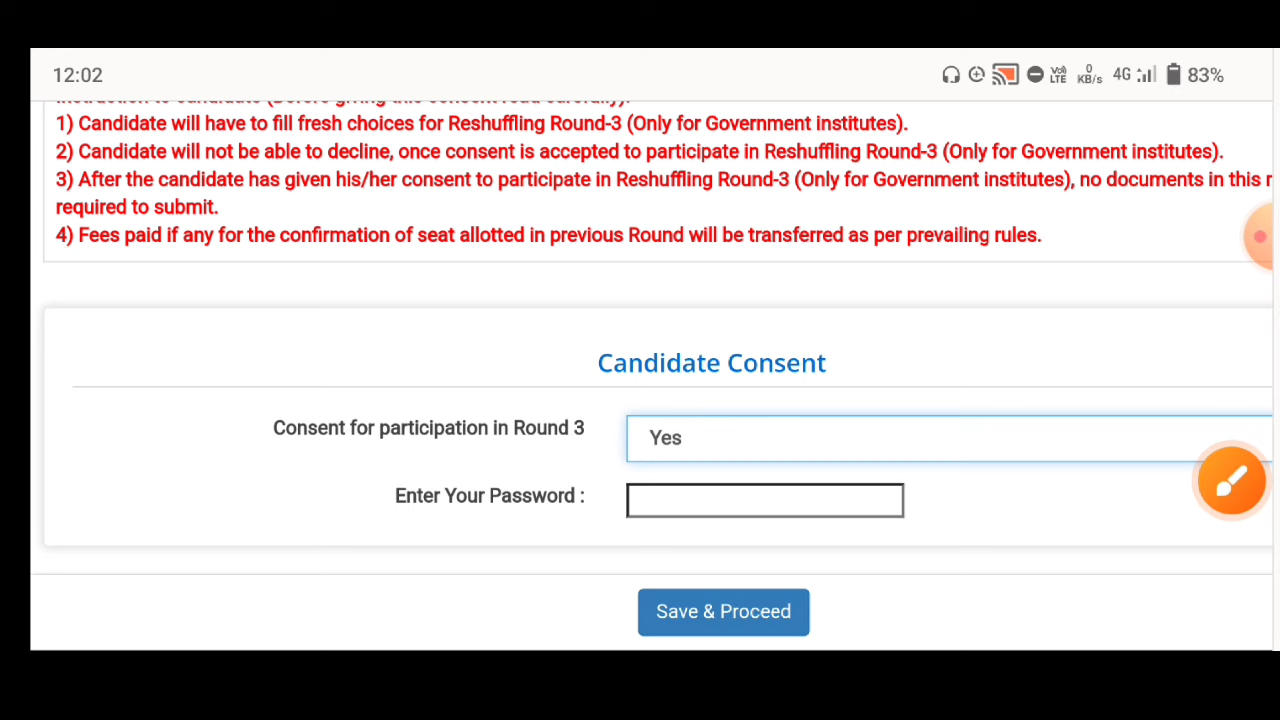 12:02
Vo) LTE 0 KB/s 4G 83%
1) Candidate will have to fill fresh choices for Reshuffling Round-3 (Only for Government institutes).
2) Candidate will not be able to decline, once consent is accepted to participate in Reshuffling Round-3 (Only for Government institutes).
3) After the candidate has given his/her consent to participate in Reshuffling Round-3 (Only for Government institutes), no documents in this
required to submit.
4) Fees paid if any for the confirmation of seat allotted in previous Round will be transferred as per prevailing rules.
Candidate Consent
Consent for participation in Round 3
Yes
Enter Your Password :
Save & Proceed